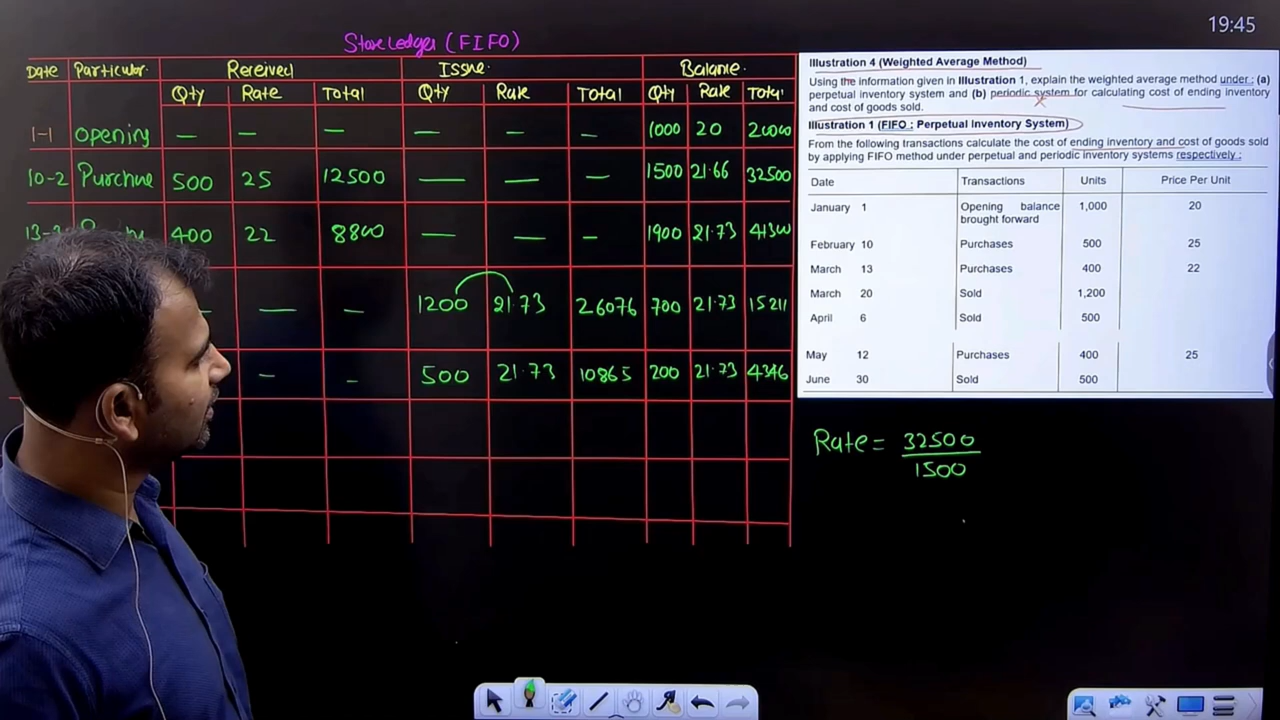 19:45
Store Ledger (FIFO)
Date Particular Received Issue Balance
Qty Rate Total Qty Rate Total Qty Rate Total
1-1 opening — — — — — — 1000 20 20000
10-2 Purchase 500 25 12500 — — — 1500 21.66 32500
400 22 8800 — — — 1900 21.73 41300
— — — 1200 21.73 26076 700 21.73 15211
- - 500 21.73 10865 200 21.73 4346
Illustration 4 (Weighted Average Method)
Using the information given in Illustration 1, explain the weighted average method under : (a)
perpetual inventory system and (b) periodic system for calculating cost of ending inventory
and cost of goods sold.
Illustration 1 (FIFO : Perpetual Inventory System)
From the following transactions calculate the cost of ending inventory and cost of goods sold
by applying FIFO method under perpetual and periodic inventory systems respectively :
Date Transactions Units Price Per Unit
January 1 Opening balance 1,000 20
brought forward
February 10 Purchases 500 25
March 13 Purchases 400 22
March 20 Sold 1,200
April 6 Sold 500
May 12 Purchases 400 25
June 30 Sold 500
Rate = 32500
1500